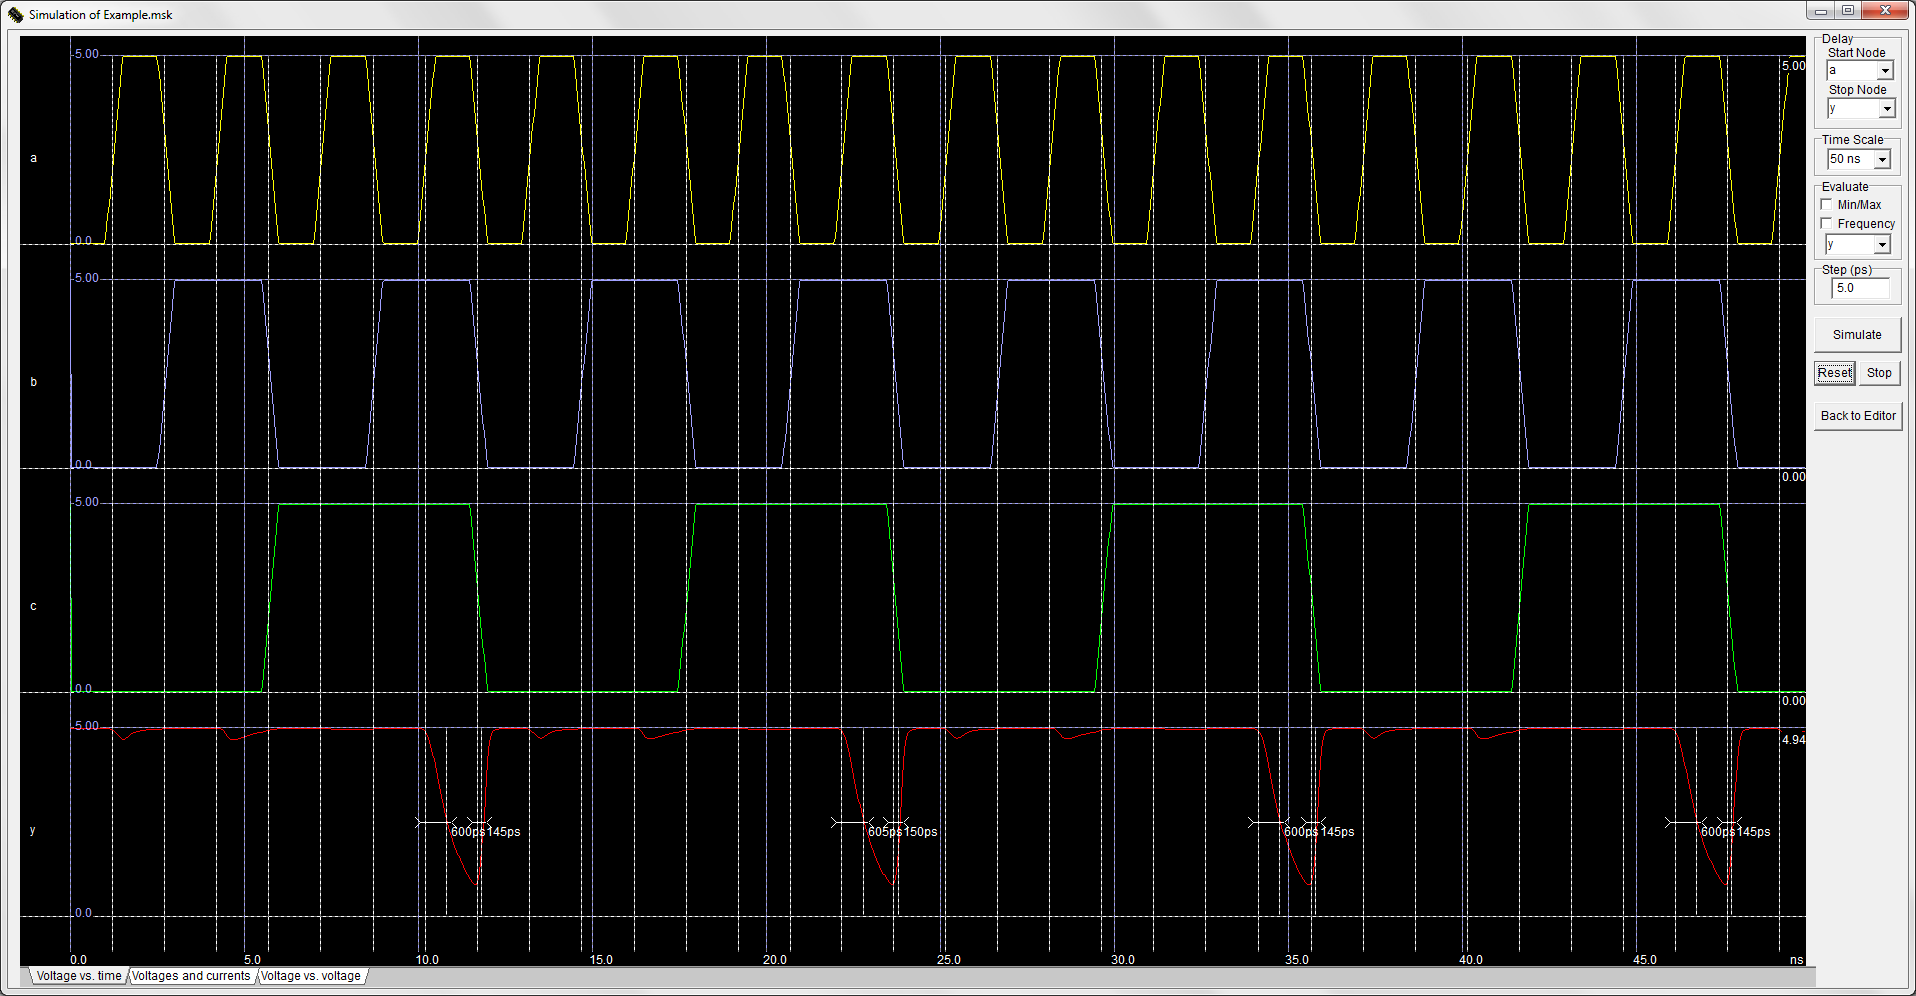 Simulation of Example.msk
5.00
5.00
a
0.0
5.00
b
0.0
0.00
5.00
c
0.0
0.00
5.00
4.94
y
600ps 145ps
605ps 150ps
600ps 145ps
600ps 145ps
0.0
0.0 5.0 10.0 15.0 20.0 25.0 30.0 35.0 40.0 45.0 ns
Voltage vs. time
Voltages and currents
Voltage vs. voltage
Delay
Start Node
a
Stop Node
y
Time Scale
50 ns
Evaluate
Min/Max
Frequency
y
Step (ps)
5.0
Simulate
Reset Stop
Back to Editor